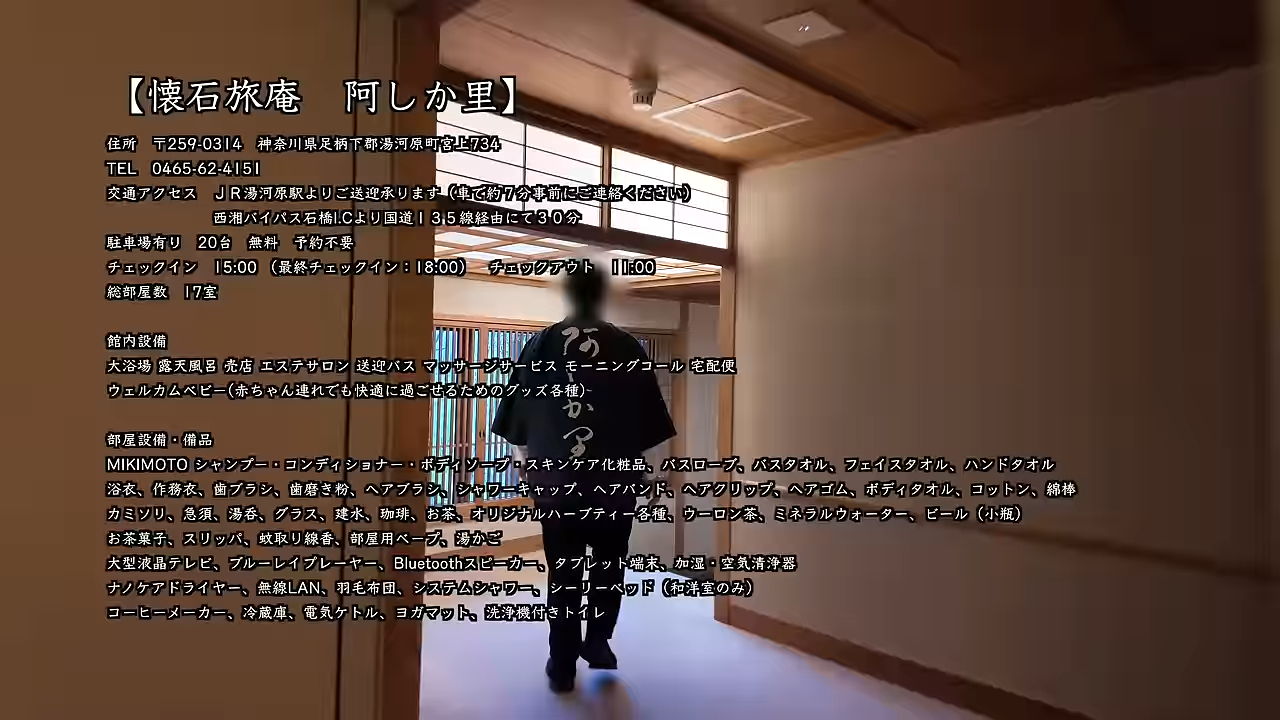 【懐石旅庵　阿しか里】
住所　〒259-0314　神奈川県足柄下郡湯河原町宮上734
TEL　0465-62-4151
交通アクセス　ＪＲ湯河原駅よりご送迎承ります（車で約７分事前にご連絡ください）
西湘バイパス石橋I.Cより国道１３５線経由にて３０分
駐車場有り　20台　無料　予約不要
チェックイン　15:00 （最終チェックイン：18:00）　チェックアウト　11:00
総部屋数　17室
館内設備
大浴場 露天風呂 売店 エステサロン 送迎バス マッサージサービス モーニングコール 宅配便
ウェルカムベビー(赤ちゃん連れでも快適に過ごせるためのグッズ各種)
部屋設備・備品
MIKIMOTO シャンプー・コンディショナー・ボディソープ・スキンケア化粧品、バスローブ、バスタオル、フェイスタオル、ハンドタオル
浴衣、作務衣、歯ブラシ、歯磨き粉、ヘアブラシ、シャワーキャップ、ヘアバンド、ヘアクリップ、ヘアゴム、ボディタオル、コットン、綿棒
カミソリ、急須、湯呑、グラス、建水、珈琲、お茶、オリジナルハーブティー各種、ウーロン茶、ミネラルウォーター、ビール（小瓶）
お茶菓子、スリッパ、蚊取り線香、部屋用ベープ、湯かご
大型液晶テレビ、ブルーレイプレーヤー、Bluetoothスピーカー、タブレット端末、加湿・空気清浄器
ナノケアドライヤー、無線LAN、羽毛布団、システムシャワー、シーリーベッド（和洋室のみ）
コーヒーメーカー、冷蔵庫、電気ケトル、ヨガマット、洗浄機付きトイレ
阿しか里